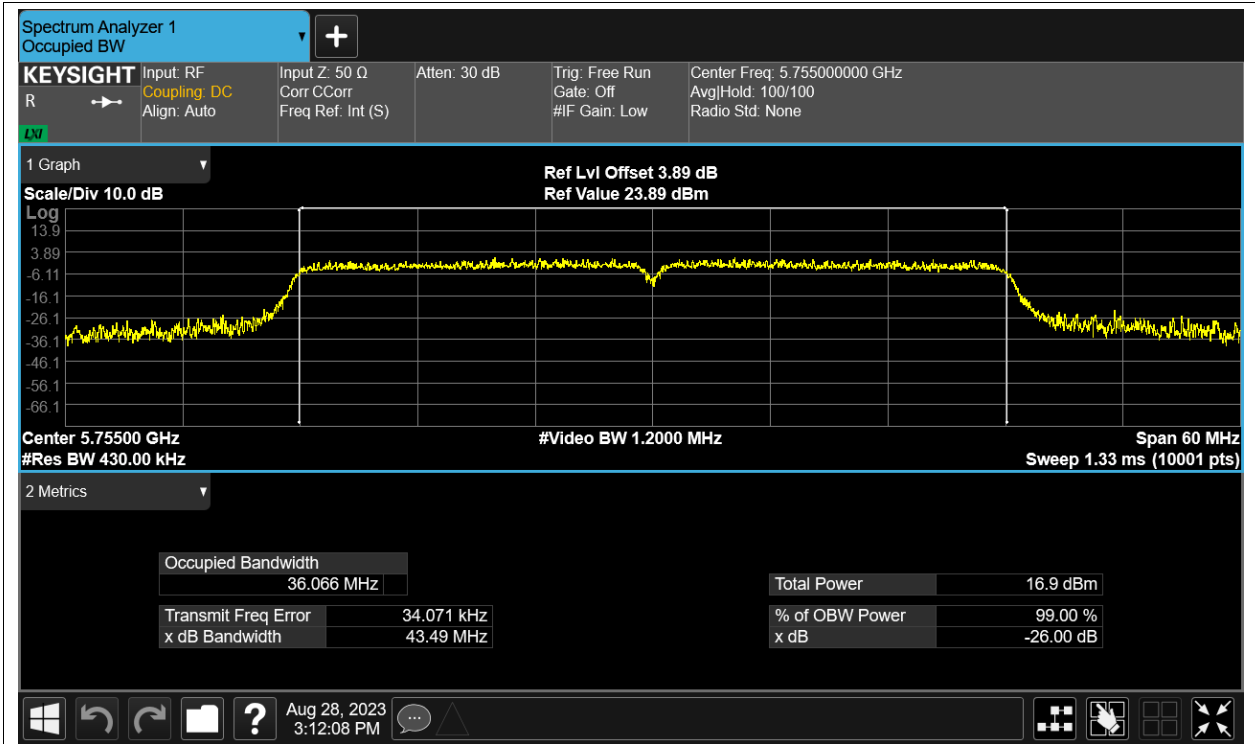 Spectrum Analyzer 1
Occupied BW
KEYSIGHT
R
LXI
Input: RF
Coupling: DC
Align: Auto
Input Z: 50 Ω
Corr CCorr
Freq Ref: Int (S)
Atten: 30 dB
Trig: Free Run
Gate: Off
#IF Gain: Low
Center Freq: 5.755000000 GHz
Avg|Hold: 100/100
Radio Std: None
1 Graph
Scale/Div 10.0 dB
Ref Lvl Offset 3.89 dB
Ref Value 23.89 dBm
Log
13.9
3.89
-6.11
-16.1
-26.1
-36.1
-46.1
-56.1
-66.1
Center 5.75500 GHz
#Video BW 1.2000 MHz
Span 60 MHz
#Res BW 430.00 kHz
Sweep 1.33 ms (10001 pts)
2 Metrics
Occupied Bandwidth
36.066 MHz
Transmit Freq Error 34.071 kHz
x dB Bandwidth 43.49 MHz
Total Power 16.9 dBm
% of OBW Power 99.00 %
x dB -26.00 dB
?
Aug 28, 2023
3:12:08 PM